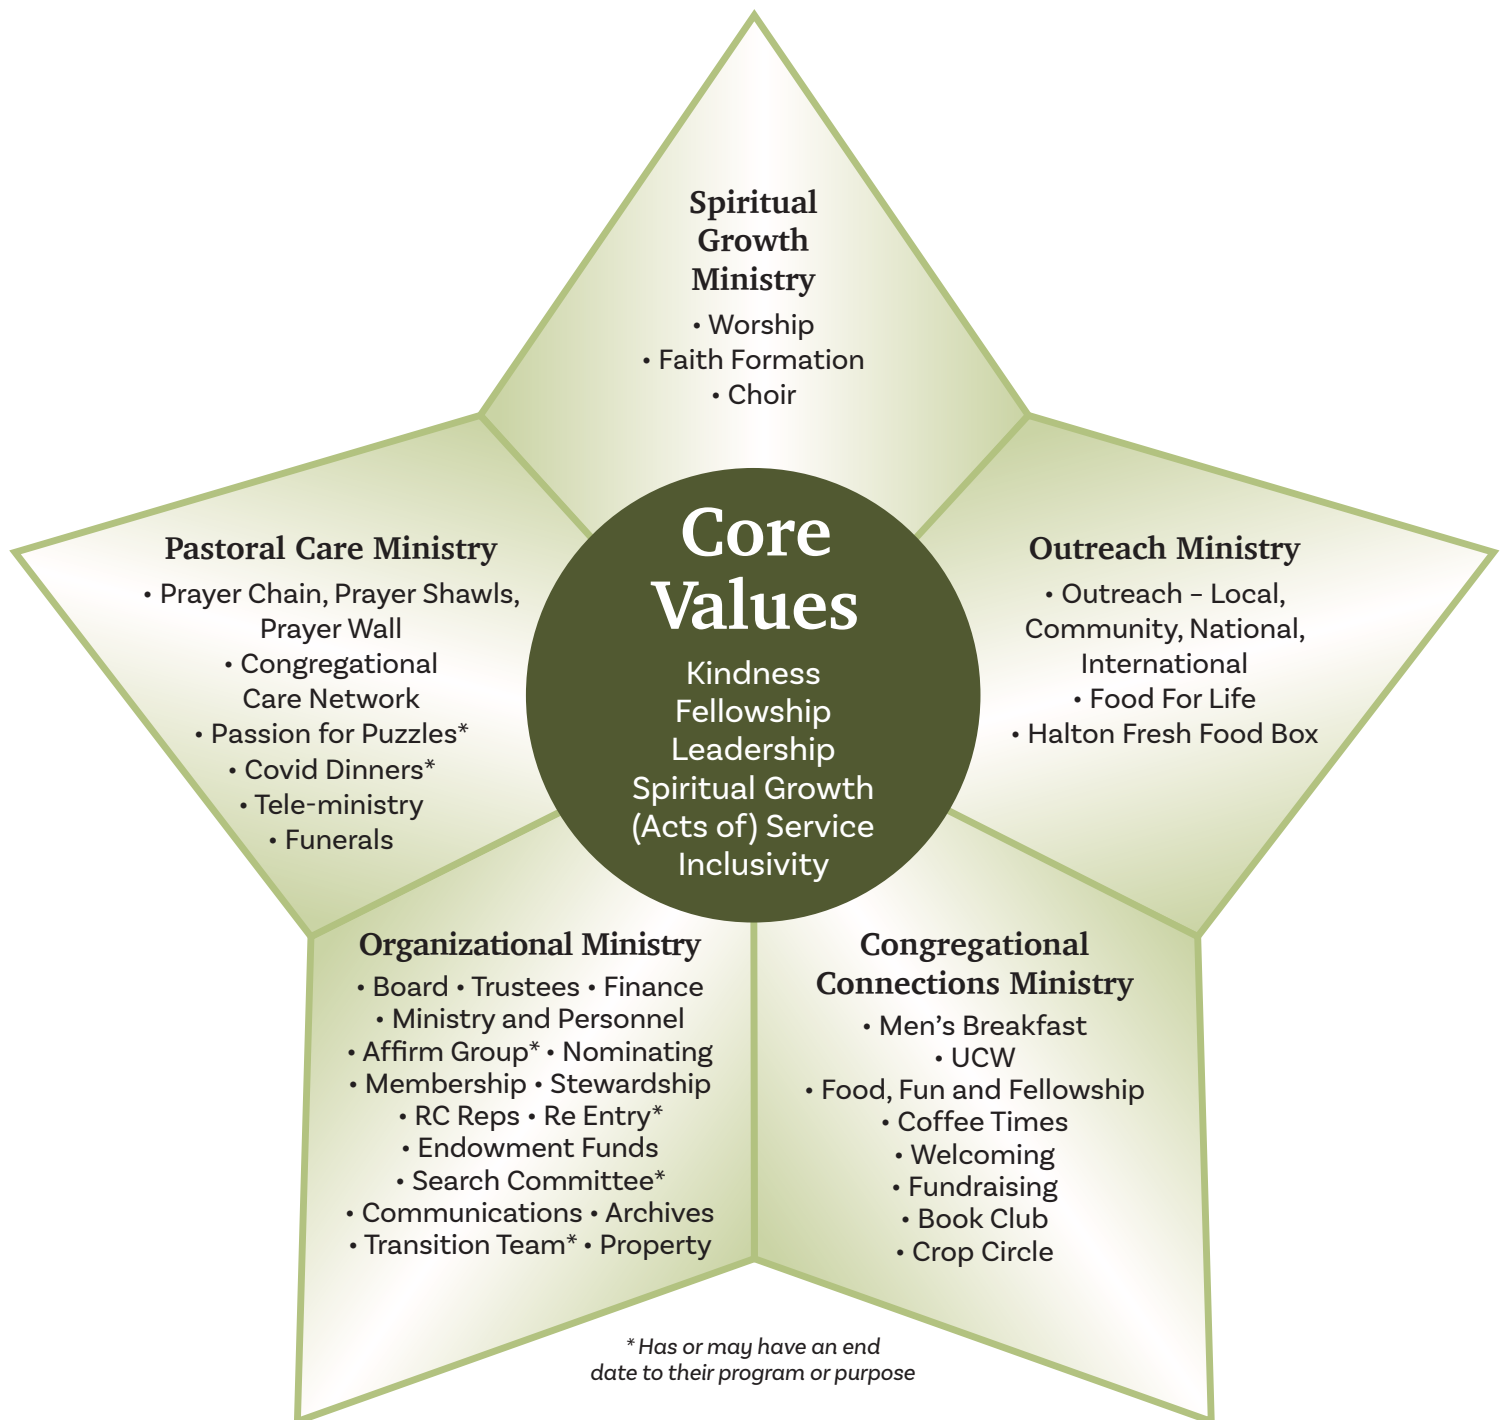 Spiritual
Growth
Ministry
• Worship
• Faith Formation
• Choir
Pastoral Care Ministry
• Prayer Chain, Prayer Shawls,
Prayer Wall
• Congregational
Care Network
• Passion for Puzzles*
• Covid Dinners*
• Tele-ministry
• Funerals
Core
Values
Kindness
Fellowship
Leadership
Spiritual Growth
(Acts of) Service
Inclusivity
Outreach Ministry
• Outreach – Local,
Community, National,
International
• Food For Life
• Halton Fresh Food Box
Organizational Ministry
• Board • Trustees • Finance
• Ministry and Personnel
• Affirm Group* • Nominating
• Membership • Stewardship
• RC Reps • Re Entry*
• Endowment Funds
• Search Committee*
• Communications • Archives
• Transition Team* • Property
Congregational
Connections Ministry
• Men’s Breakfast
• UCW
• Food, Fun and Fellowship
• Coffee Times
• Welcoming
• Fundraising
• Book Club
• Crop Circle
* Has or may have an end
date to their program or purpose